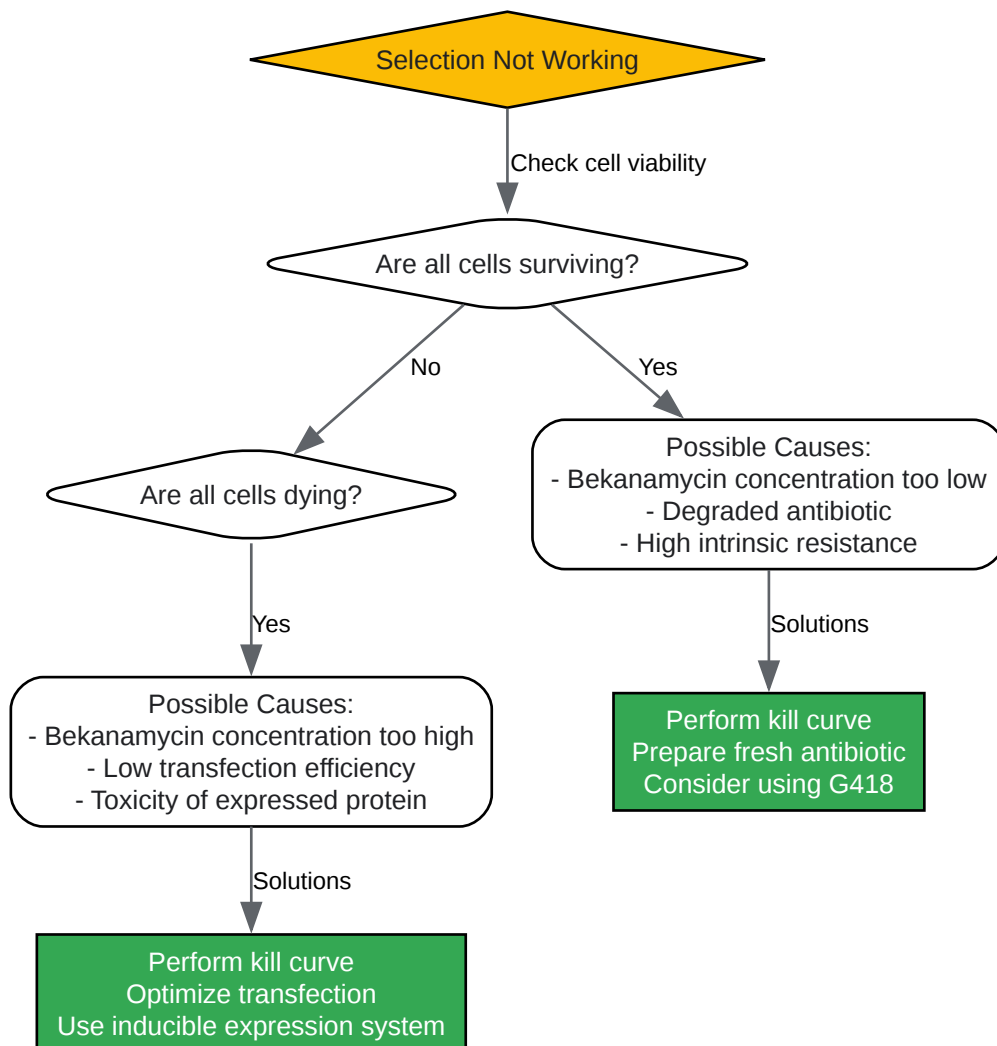 Selection Not Working
Check cell viability
Are all cells surviving?
No
Yes
Are all cells dying?
Possible Causes:
- Bekanamycin concentration too low
- Degraded antibiotic
- High intrinsic resistance
Yes
Solutions
Possible Causes:
- Bekanamycin concentration too high
- Low transfection efficiency
- Toxicity of expressed protein
Perform kill curve
Prepare fresh antibiotic
Consider using G418
Solutions
Perform kill curve
Optimize transfection
Use inducible expression system